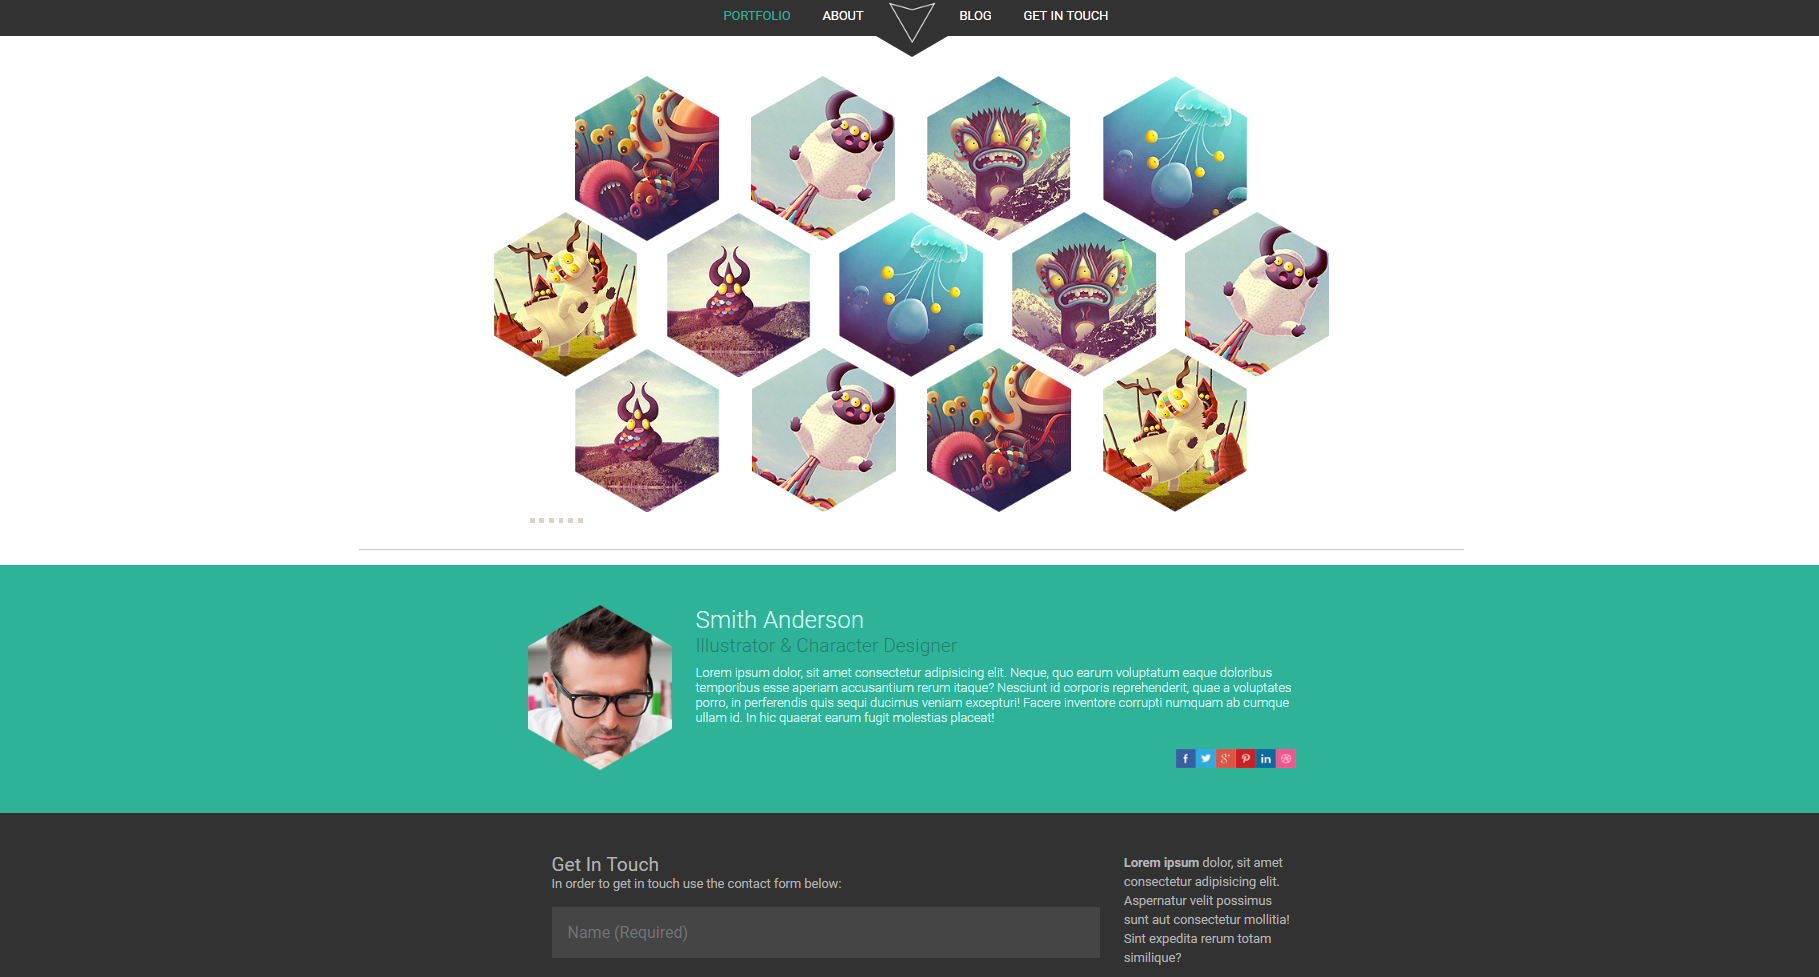 PORTFOLIO ABOUT BLOG GET IN TOUCH
Smith Anderson
Illustrator & Character Designer
Lorem ipsum dolor, sit amet consectetur adipisicing elit. Neque, quo earum voluptatum eaque doloribus
temporibus esse aperiam accusantium rerum itaque? Nesciunt id corporis reprehenderit, quae a voluptates
porro, in perferendis quis sequi ducimus veniam excepturi! Facere inventore corrupti numquam ab cumque
ullam id. In hic quaerat earum fugit molestias placeat!
Get In Touch
In order to get in touch use the contact form below:
Name (Required)
Lorem ipsum dolor, sit amet
consectetur adipisicing elit.
Aspernatur velit possimus
sunt aut consectetur mollitia!
Sint expedita rerum totam
similique?